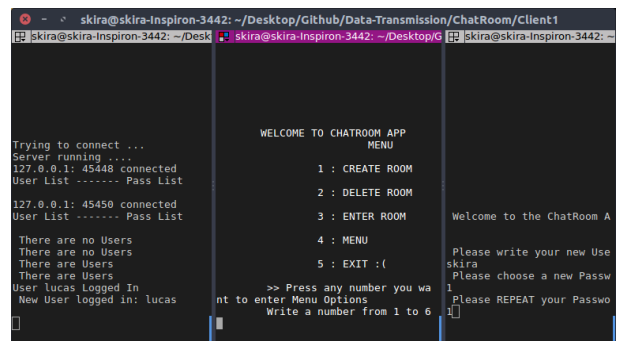 skira@skira-Inspiron-3442: ~/Desktop/Github/Data-Transmission/ChatRoom/Client1
skira@skira-Inspiron-3442: ~/Desk
Trying to connect ...
Server running ....
127.0.0.1: 45448 connected
User List ------- Pass List
127.0.0.1: 45450 connected
User List ------- Pass List
There are no Users
There are no Users
There are Users
There are Users
User lucas Logged In
New User logged in: lucas
skira@skira-Inspiron-3442: ~/Desktop/G
WELCOME TO CHATROOM APP
MENU
1 : CREATE ROOM
2 : DELETE ROOM
3 : ENTER ROOM
4 : MENU
5 : EXIT :(
>> Press any number you wa
nt to enter Menu Options
Write a number from 1 to 6
skira@skira-Inspiron-3442: ~
Welcome to the ChatRoom A
Please write your new Use
skira
Please choose a new Passw
1
Please REPEAT your Passwo
1